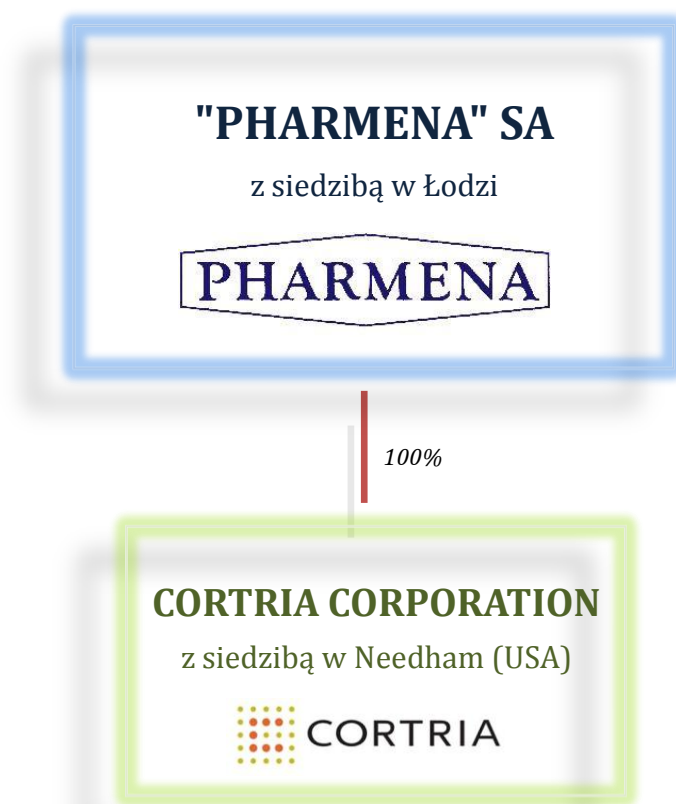 "PHARMENA" SA
z siedzibą w Łodzi
PHARMENA
100%
CORTRIA CORPORATION
z siedzibą w Needham (USA)
CORTRIA